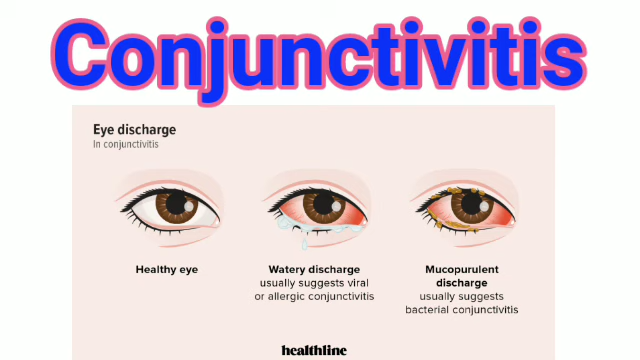 Conjunctivitis
Eye discharge
In conjunctivitis
Healthy eye
Watery discharge
usually suggests viral
or allergic conjunctivitis
Mucopurulent
discharge
usually suggests
bacterial conjunctivitis
healthline